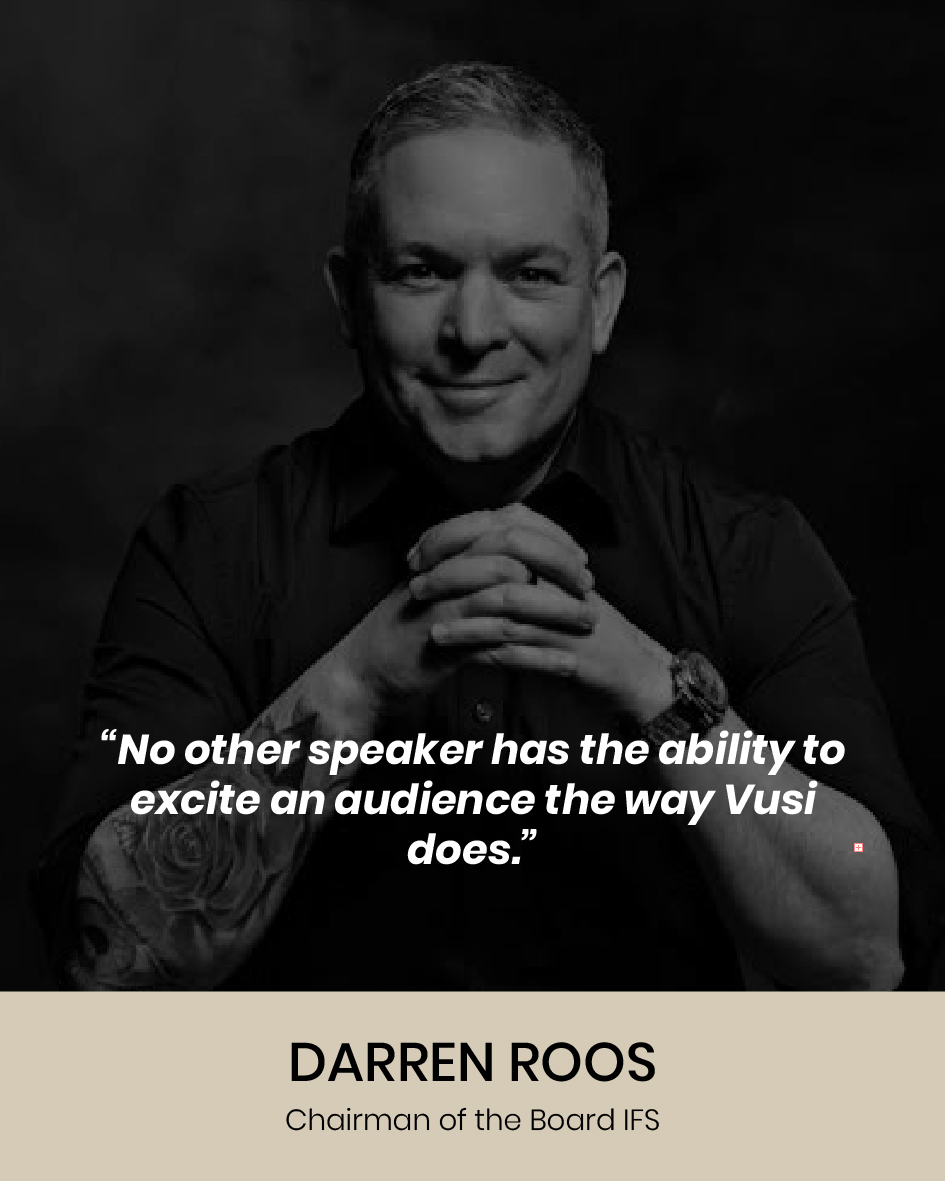 “No other speaker has the ability to
excite an audience the way Vusi
does.”
DARREN ROOS
Chairman of the Board IFS